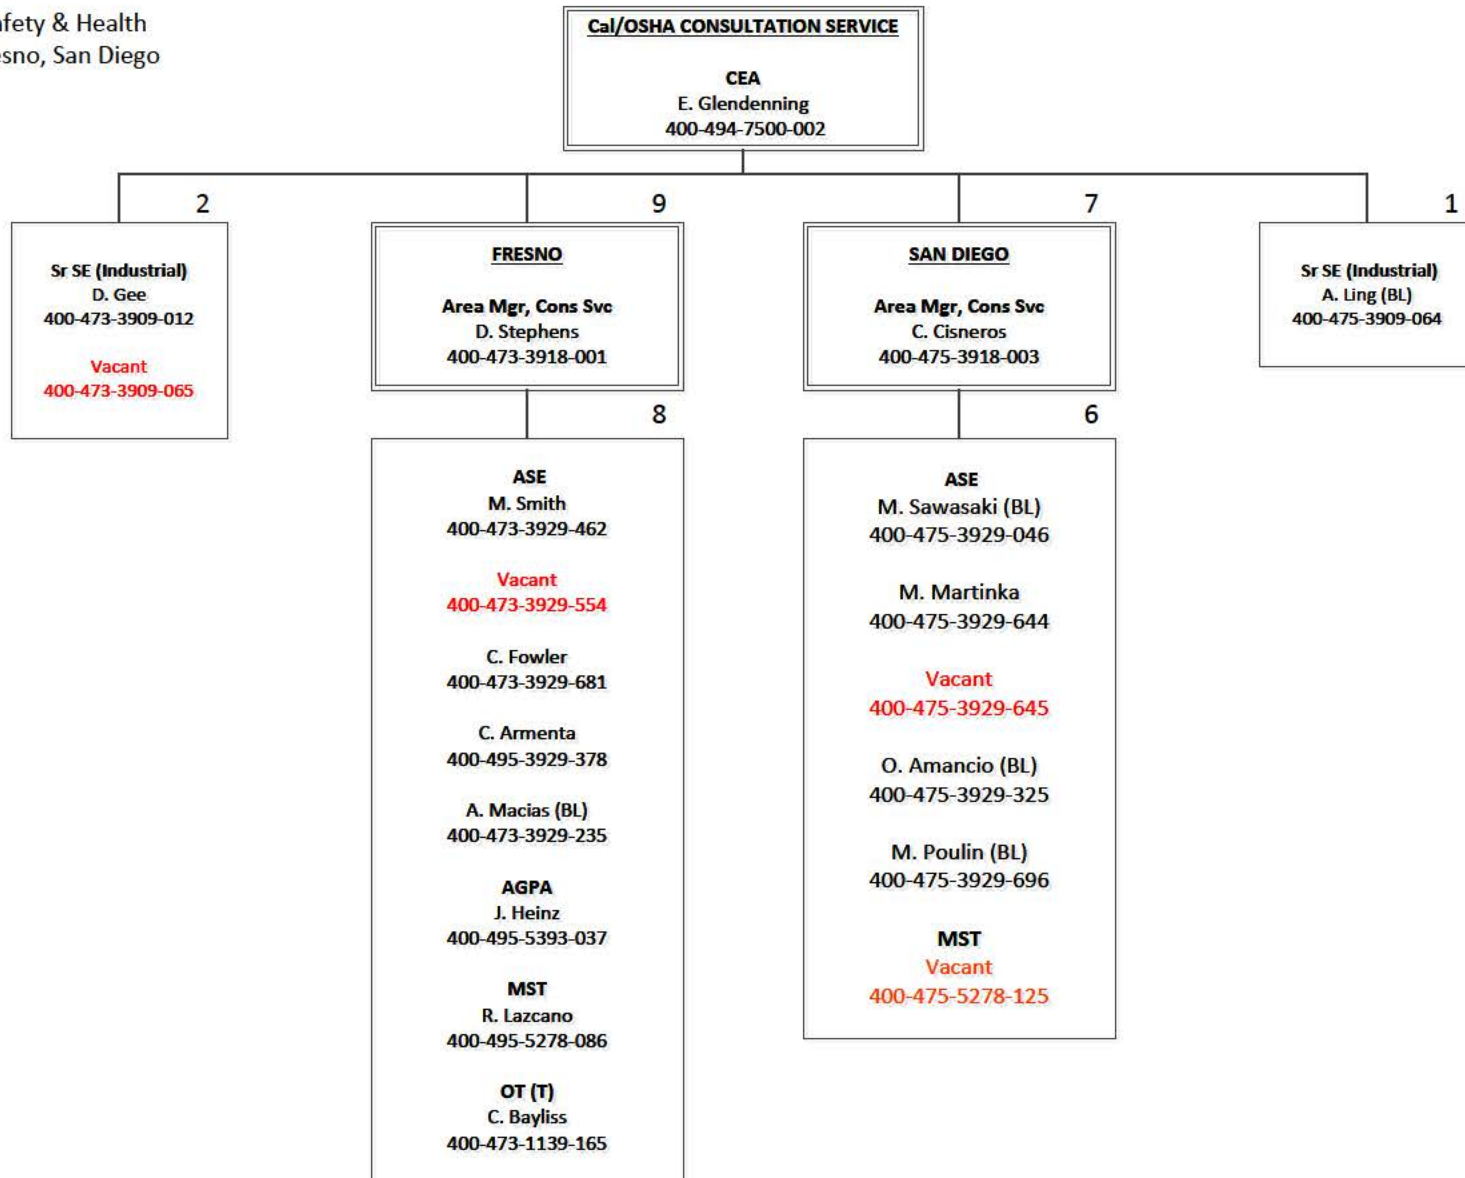 Safety & Health
Fresno, San Diego
Cal/OSHA CONSULTATION SERVICE
CEA
E. Glendenning
400-494-7500-002
2
9
7
1
Sr SE (Industrial)
D. Gee
400-473-3909-012
Vacant
400-473-3909-065
FRESNO
Area Mgr, Cons Svc
D. Stephens
400-473-3918-001
SAN DIEGO
Area Mgr, Cons Svc
C. Cisneros
400-475-3918-003
Sr SE (Industrial)
A. Ling (BL)
400-475-3909-064
8
6
ASE
M. Smith
400-473-3929-462
Vacant
400-473-3929-554
C. Fowler
400-473-3929-681
C. Armenta
400-495-3929-378
A. Macias (BL)
400-473-3929-235
AGPA
J. Heinz
400-495-5393-037
MST
R. Lazcano
400-495-5278-086
OT (T)
C. Bayliss
400-473-1139-165
ASE
M. Sawasaki (BL)
400-475-3929-046
M. Martinka
400-475-3929-644
Vacant
400-475-3929-645
O. Amancio (BL)
400-475-3929-325
M. Poulin (BL)
400-475-3929-696
MST
Vacant
400-475-5278-125